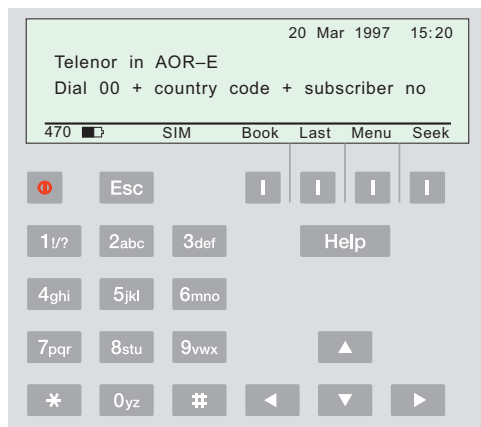 20 Mar 1997 15:20
Telenor in AOR–E
Dial 00 + country code + subscriber no
470 SIM Book Last Menu Seek
Esc
1!/? 2abc 3def Help
4ghi 5jkl 6mno
7pqr 8stu 9vwx
* 0yz #